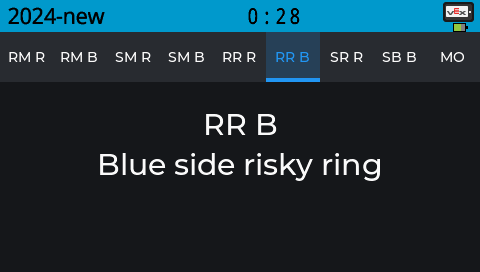 2024-new 0:28 VEX
RM R RM B SM R SM B RR R RR B SR R SB B MO
RR B
Blue side risky ring